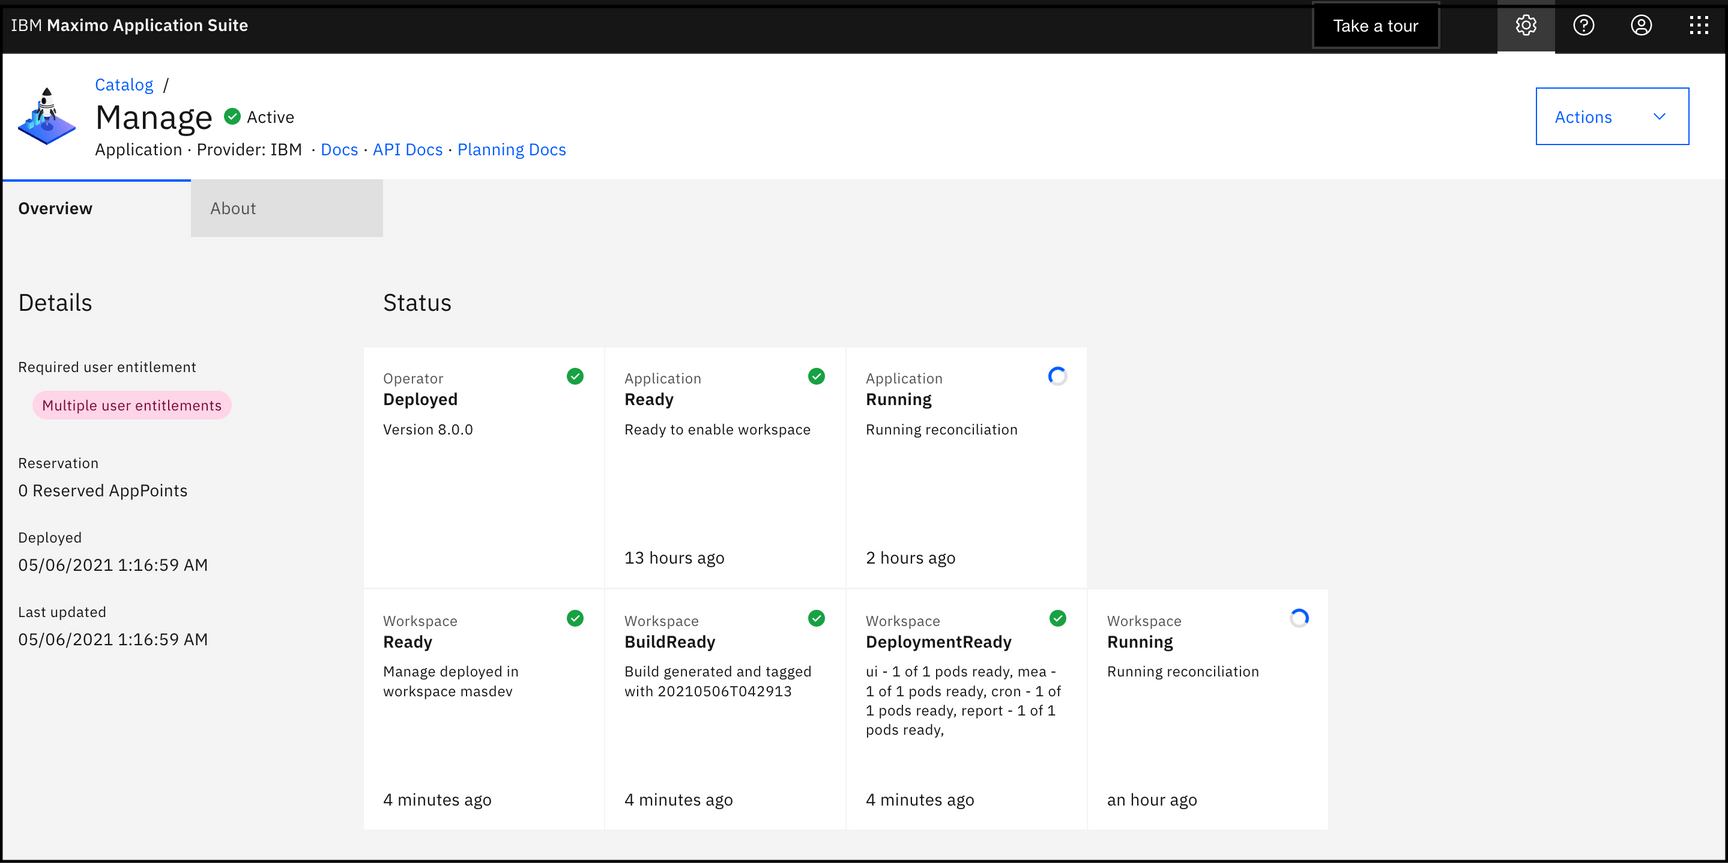 IBM Maximo Application Suite
Take a tour
Catalog /
Manage
Active
Actions
Application · Provider: IBM · Docs · API Docs · Planning Docs
Overview
About
Details
Status
Required user entitlement
Multiple user entitlements
Reservation
0 Reserved AppPoints
Deployed
05/06/2021 1:16:59 AM
Last updated
05/06/2021 1:16:59 AM
Operator
Deployed
Version 8.0.0
Application
Ready
Ready to enable workspace
13 hours ago
Application
Running
Running reconciliation
2 hours ago
Workspace
Ready
Manage deployed in
workspace masdev
4 minutes ago
Workspace
BuildReady
Build generated and tagged
with 20210506T042913
4 minutes ago
Workspace
DeploymentReady
ui - 1 of 1 pods ready, mea -
1 of 1 pods ready, cron - 1 of
1 pods ready, report - 1 of 1
pods ready,
4 minutes ago
Workspace
Running
Running reconciliation
an hour ago